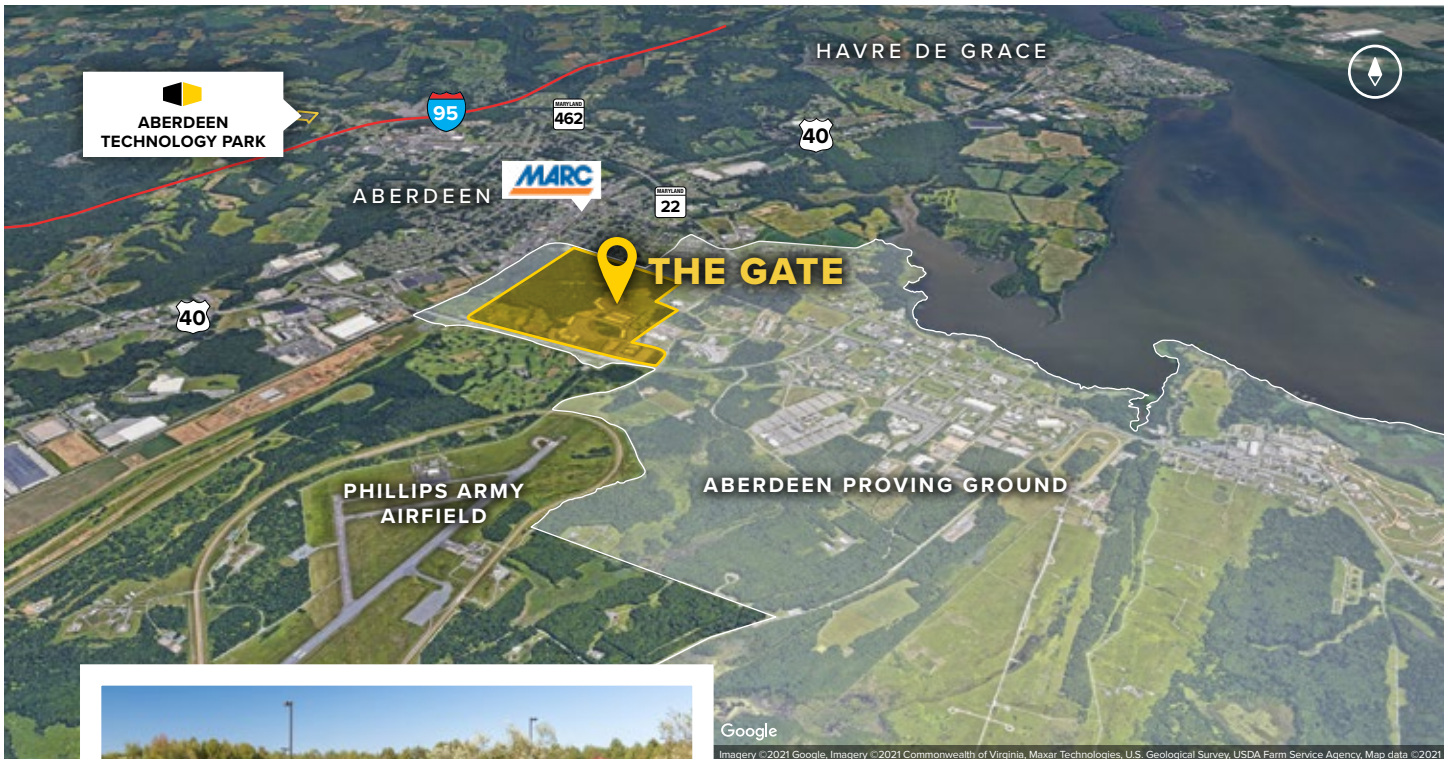 HAVRE DE GRACE
ABERDEEN
TECHNOLOGY PARK
95
MARYLAND
462
40
ABERDEEN
MARC
MARYLAND
22
THE GATE
40
PHILLIPS ARMY
AIRFIELD
ABERDEEN PROVING GROUND
Google
Imagery ©2021 Google, Imagery ©2021 Commonwealth of Virginia, Maxar Technologies, U.S. Geological Survey, USDA Farm Service Agency, Map data ©2021